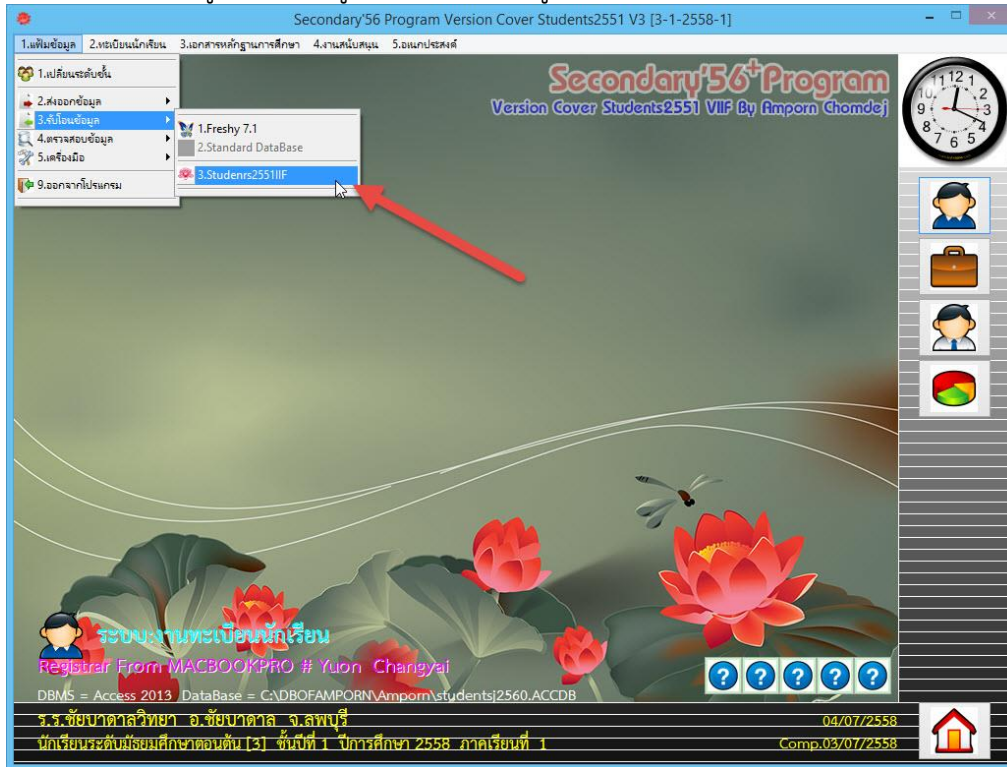 Secondary'56 Program Version Cover Students2551 V3 [3-1-2558-1]
1.แฟ้มข้อมูล 2.ทะเบียนนักเรียน 3.เอกสารหลักฐานการศึกษา 4.งานสนับสนุน 5.อเนกประสงค์
1.เปลี่ยนระดับชั้น
2.ส่งออกข้อมูล
3.รับโอนข้อมูล
4.ตรวจสอบข้อมูล
5.เครื่องมือ
9.ออกจากโปรแกรม
1.Freshy 7.1
2.Standard DataBase
3.Studenrs2551IIF
Secondary'56+Program
Version Cover Students2551 VIIF By Amporn Chomdej
11 12 1
10 2
9 3
8 4
7 6 5
ระบบ:งานทะเบียนนักเรียน
Registrar From MACBOOKPRO # Yuon Changyai
DBMS = Access 2013 DataBase = C:\DBOFAMPORN\Amporn\studentsj2560.ACCDB
? ? ? ? ?
ร.ร.ชัยบาดาลวิทยา อ.ชัยบาดาล จ.ลพบุรี 04/07/2558
นักเรียนระดับมัธยมศึกษาตอนต้น [3] ชั้นปีที่ 1 ปีการศึกษา 2558 ภาคเรียนที่ 1 Comp.03/07/2558